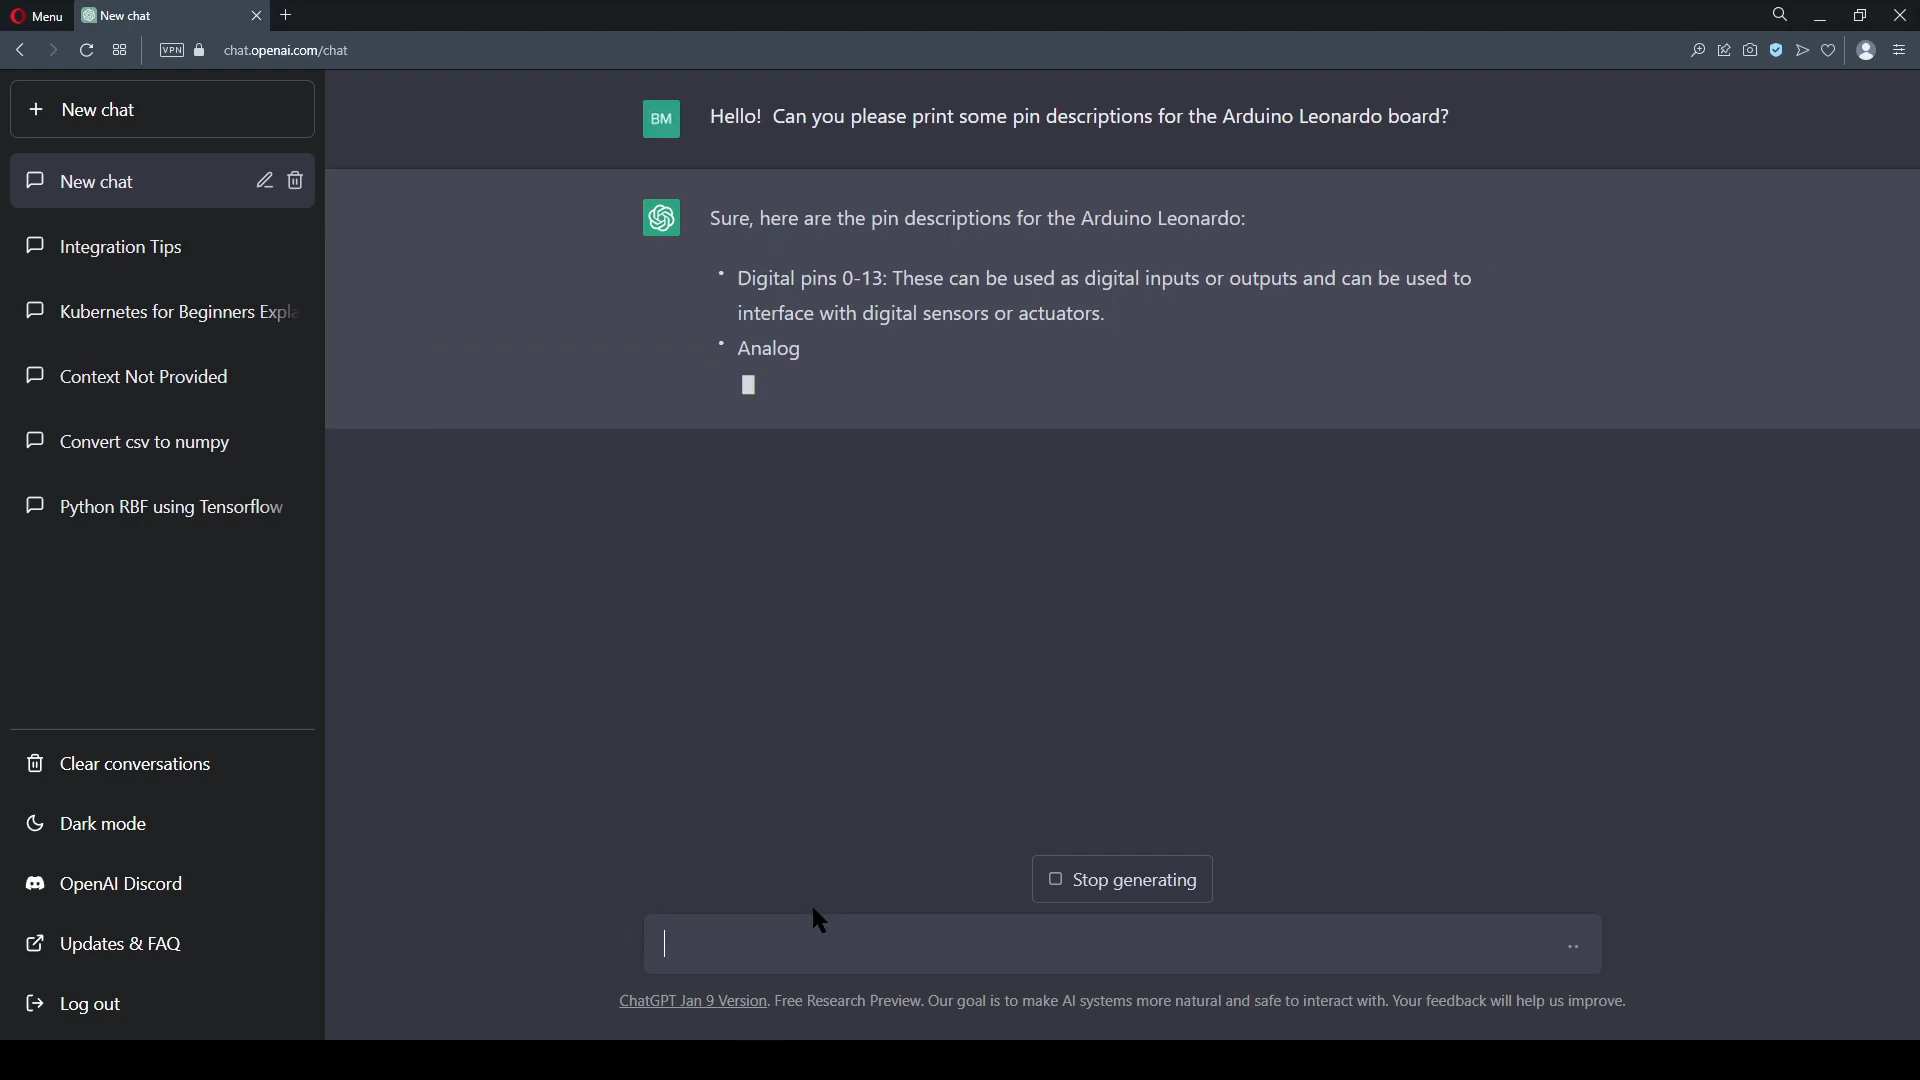 Menu
New chat
VPN
chat.openai.com/chat
New chat
New chat
Integration Tips
Kubernetes for Beginners Expla
Context Not Provided
Convert csv to numpy
Python RBF using Tensorflow
Clear conversations
Dark mode
OpenAI Discord
Updates & FAQ
Log out
BM
Hello! Can you please print some pin descriptions for the Arduino Leonardo board?
Sure, here are the pin descriptions for the Arduino Leonardo:
• Digital pins 0-13: These can be used as digital inputs or outputs and can be used to
interface with digital sensors or actuators.
• Analog
Stop generating
ChatGPT Jan 9 Version. Free Research Preview. Our goal is to make AI systems more natural and safe to interact with. Your feedback will help us improve.